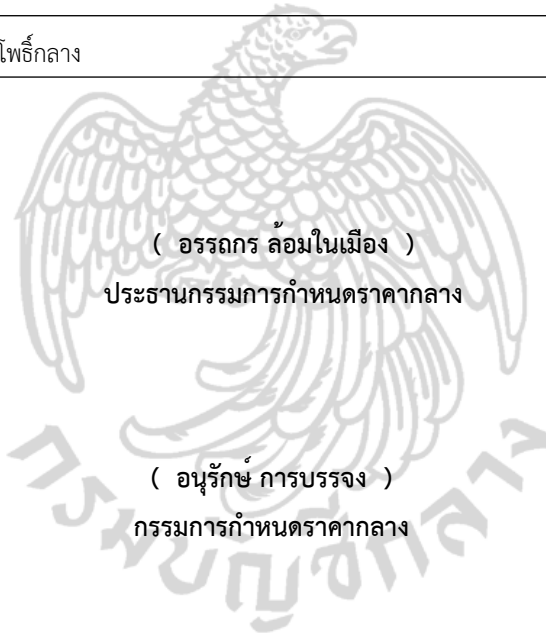 โพธิ์กลาง
( อรรถกร ล้อมในเมือง )
ประธานกรรมการกำหนดราคากลาง
( อนุรักษ์ การบรรจง )
กรรมการกำหนดราคากลาง
กรมบัญชีกลาง